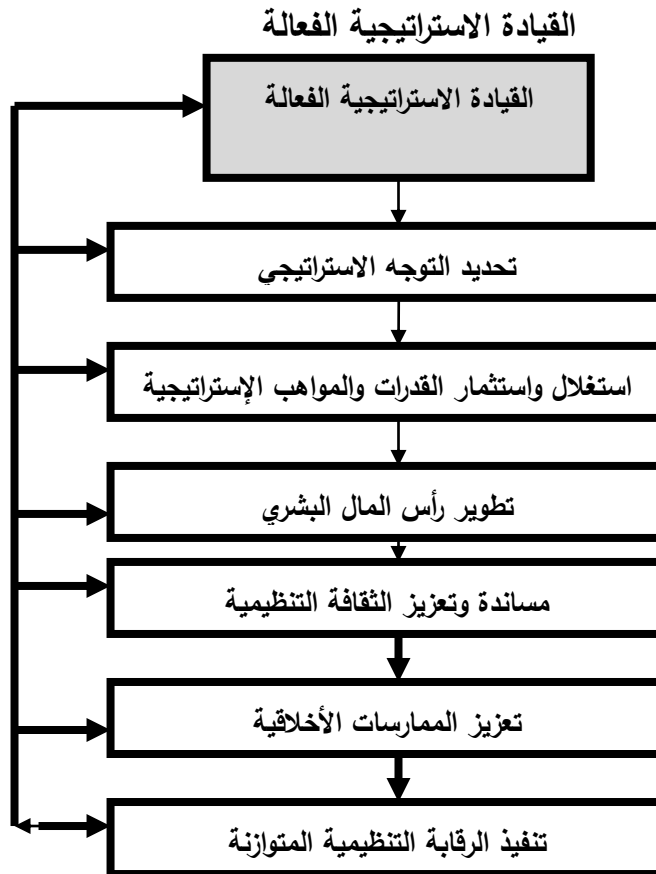 القيادة الاستراتيجية الفعالة
القيادة الاستراتيجية الفعالة
تحديد التوجه الاستراتيجي
استغلال واستثمار القدرات والمواهب الإستراتيجية
تطوير رأس المال البشري
مساندة وتعزيز الثقافة التنظيمية
تعزيز الممارسات الأخلاقية
تنفيذ الرقابة التنظيمية المتوازنة